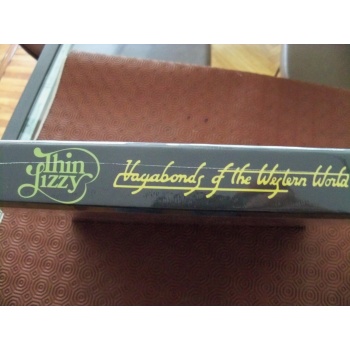 Thin
Lizzy
Vagabonds of the Western World